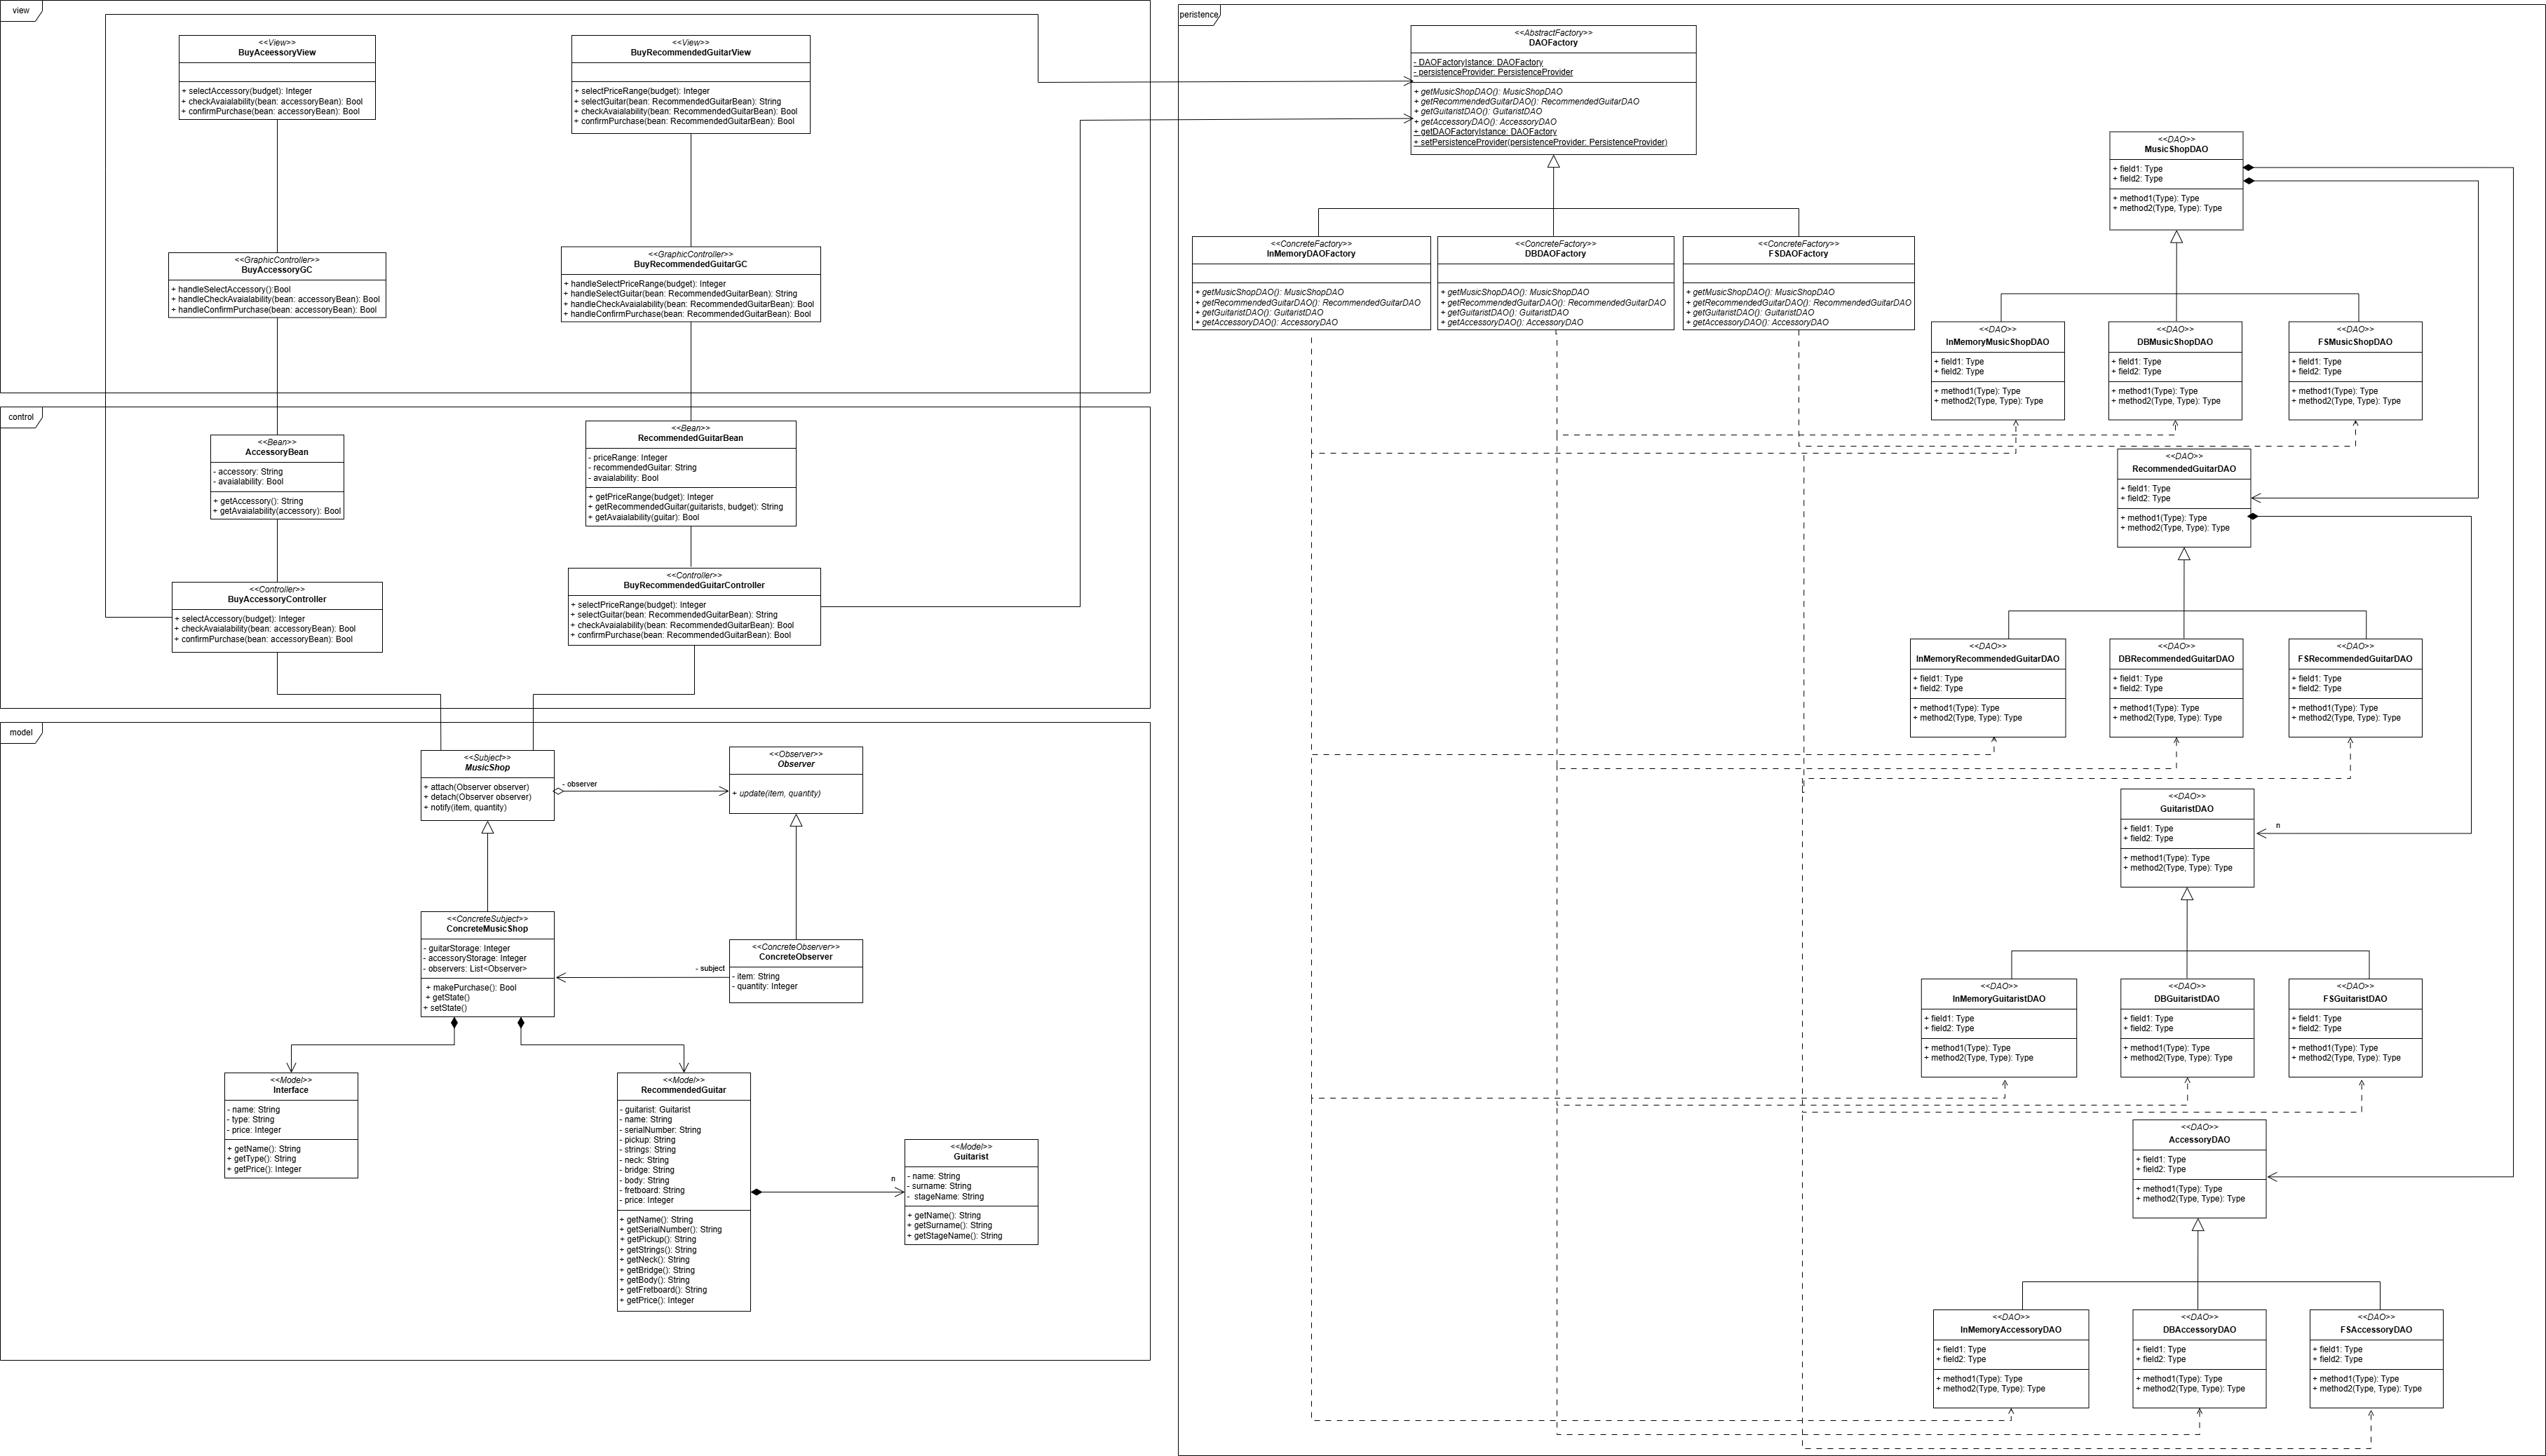 view
<<View>>
BuyAceessoryView
+ selectAccessory(budget): Integer
+ checkAvaialability(bean: accessoryBean): Bool
+ confirmPurchase(bean: accessoryBean): Bool
<<View>>
BuyRecommendedGuitarView
+ selectPriceRange(budget): Integer
+ selectGuitar(bean: RecommendedGuitarBean): String
+ checkAvaialability(bean: RecommendedGuitarBean): Bool
+ confirmPurchase(bean: RecommendedGuitarBean): Bool
<<GraphicController>>
BuyAccessoryGC
+ handleSelectAccessory():Bool
+ handleCheckAvaialability(bean: accessoryBean): Bool
+ handleConfirmPurchase(bean: accessoryBean): Bool
<<GraphicController>>
BuyRecommendedGuitarGC
+ handleSelectPriceRange(budget): Integer
+ handleSelectGuitar(bean: RecommendedGuitarBean): String
+ handleCheckAvaialability(bean: RecommendedGuitarBean): Bool
+ handleConfirmPurchase(bean: RecommendedGuitarBean): Bool
control
<<Bean>>
AccessoryBean
- accessory: String
- avaialability: Bool
+ getAccessory(): String
+ getAvaialability(accessory): Bool
<<Bean>>
RecommendedGuitarBean
- priceRange: Integer
- recommendedGuitar: String
- avaialability: Bool
+ getPriceRange(budget): Integer
+ getRecommendedGuitar(guitarists, budget): String
+ getAvaialability(guitar): Bool
<<Controller>>
BuyAccessoryController
+ selectAccessory(budget): Integer
+ checkAvaialability(bean: accessoryBean): Bool
+ confirmPurchase(bean: accessoryBean): Bool
<<Controller>>
BuyRecommendedGuitarController
+ selectPriceRange(budget): Integer
+ selectGuitar(bean: RecommendedGuitarBean): String
+ checkAvaialability(bean: RecommendedGuitarBean): Bool
+ confirmPurchase(bean: RecommendedGuitarBean): Bool
model
<<Subject>>
MusicShop
+ attach(Observer observer)
+ detach(Observer observer)
+ notify(item, quantity)
- observer
<<Observer>>
Observer
+ update(item, quantity)
<<ConcreteSubject>>
ConcreteMusicShop
- guitarStorage: Integer
- accessoryStorage: Integer
- observers: List<Observer>
+ makePurchase(): Bool
+ getState()
+ setState()
- subject
<<ConcreteObserver>>
ConcreteObserver
- item: String
- quantity: Integer
<<Model>>
Interface
- name: String
- type: String
- price: Integer
+ getName(): String
+ getType(): String
+ getPrice(): Integer
<<Model>>
RecommendedGuitar
- guitarist: Guitarist
- name: String
- serialNumber: String
- pickup: String
- strings: String
- neck: String
- bridge: String
- body: String
- fretboard: String
- price: Integer
+ getName(): String
+ getSerialNumber(): String
+ getPickup(): String
+ getStrings(): String
+ getNeck(): String
+ getBridge(): String
+ getBody(): String
+ getFretboard(): String
+ getPrice(): Integer
n
<<Model>>
Guitarist
- name: String
- surname: String
- stageName: String
+ getName(): String
+ getSurname(): String
+ getStageName(): String
peristence
<<AbstractFactory>>
DAOFactory
- DAOFactoryIstance: DAOFactory
- persistenceProvider: PersistenceProvider
+ getMusicShopDAO(): MusicShopDAO
+ getRecommendedGuitarDAO(): RecommendedGuitarDAO
+ getGuitaristDAO(): GuitaristDAO
+ getAccessoryDAO(): AccessoryDAO
+ getDAOFactoryIstance: DAOFactory
+ setPersistenceProvider(persistenceProvider: PersistenceProvider)
<<ConcreteFactory>>
InMemoryDAOFactory
+ getMusicShopDAO(): MusicShopDAO
+ getRecommendedGuitarDAO(): RecommendedGuitarDAO
+ getGuitaristDAO(): GuitaristDAO
+ getAccessoryDAO(): AccessoryDAO
<<ConcreteFactory>>
DBDAOFactory
+ getMusicShopDAO(): MusicShopDAO
+ getRecommendedGuitarDAO(): RecommendedGuitarDAO
+ getGuitaristDAO(): GuitaristDAO
+ getAccessoryDAO(): AccessoryDAO
<<ConcreteFactory>>
FSDAOFactory
+ getMusicShopDAO(): MusicShopDAO
+ getRecommendedGuitarDAO(): RecommendedGuitarDAO
+ getGuitaristDAO(): GuitaristDAO
+ getAccessoryDAO(): AccessoryDAO
<<DAO>>
MusicShopDAO
+ field1: Type
+ field2: Type
+ method1(Type): Type
+ method2(Type, Type): Type
<<DAO>>
InMemoryMusicShopDAO
+ field1: Type
+ field2: Type
+ method1(Type): Type
+ method2(Type, Type): Type
<<DAO>>
DBMusicShopDAO
+ field1: Type
+ field2: Type
+ method1(Type): Type
+ method2(Type, Type): Type
<<DAO>>
FSMusicShopDAO
+ field1: Type
+ field2: Type
+ method1(Type): Type
+ method2(Type, Type): Type
<<DAO>>
RecommendedGuitarDAO
+ field1: Type
+ field2: Type
+ method1(Type): Type
+ method2(Type, Type): Type
<<DAO>>
InMemoryRecommendedGuitarDAO
+ field1: Type
+ field2: Type
+ method1(Type): Type
+ method2(Type, Type): Type
<<DAO>>
DBRecommendedGuitarDAO
+ field1: Type
+ field2: Type
+ method1(Type): Type
+ method2(Type, Type): Type
<<DAO>>
FSRecommendedGuitarDAO
+ field1: Type
+ field2: Type
+ method1(Type): Type
+ method2(Type, Type): Type
<<DAO>>
GuitaristDAO
+ field1: Type
+ field2: Type
+ method1(Type): Type
+ method2(Type, Type): Type
n
<<DAO>>
InMemoryGuitaristDAO
+ field1: Type
+ field2: Type
+ method1(Type): Type
+ method2(Type, Type): Type
<<DAO>>
DBGuitaristDAO
+ field1: Type
+ field2: Type
+ method1(Type): Type
+ method2(Type, Type): Type
<<DAO>>
FSGuitaristDAO
+ field1: Type
+ field2: Type
+ method1(Type): Type
+ method2(Type, Type): Type
<<DAO>>
AccessoryDAO
+ field1: Type
+ field2: Type
+ method1(Type): Type
+ method2(Type, Type): Type
<<DAO>>
InMemoryAccessoryDAO
+ field1: Type
+ field2: Type
+ method1(Type): Type
+ method2(Type, Type): Type
<<DAO>>
DBAccessoryDAO
+ field1: Type
+ field2: Type
+ method1(Type): Type
+ method2(Type, Type): Type
<<DAO>>
FSAccessoryDAO
+ field1: Type
+ field2: Type
+ method1(Type): Type
+ method2(Type, Type): Type